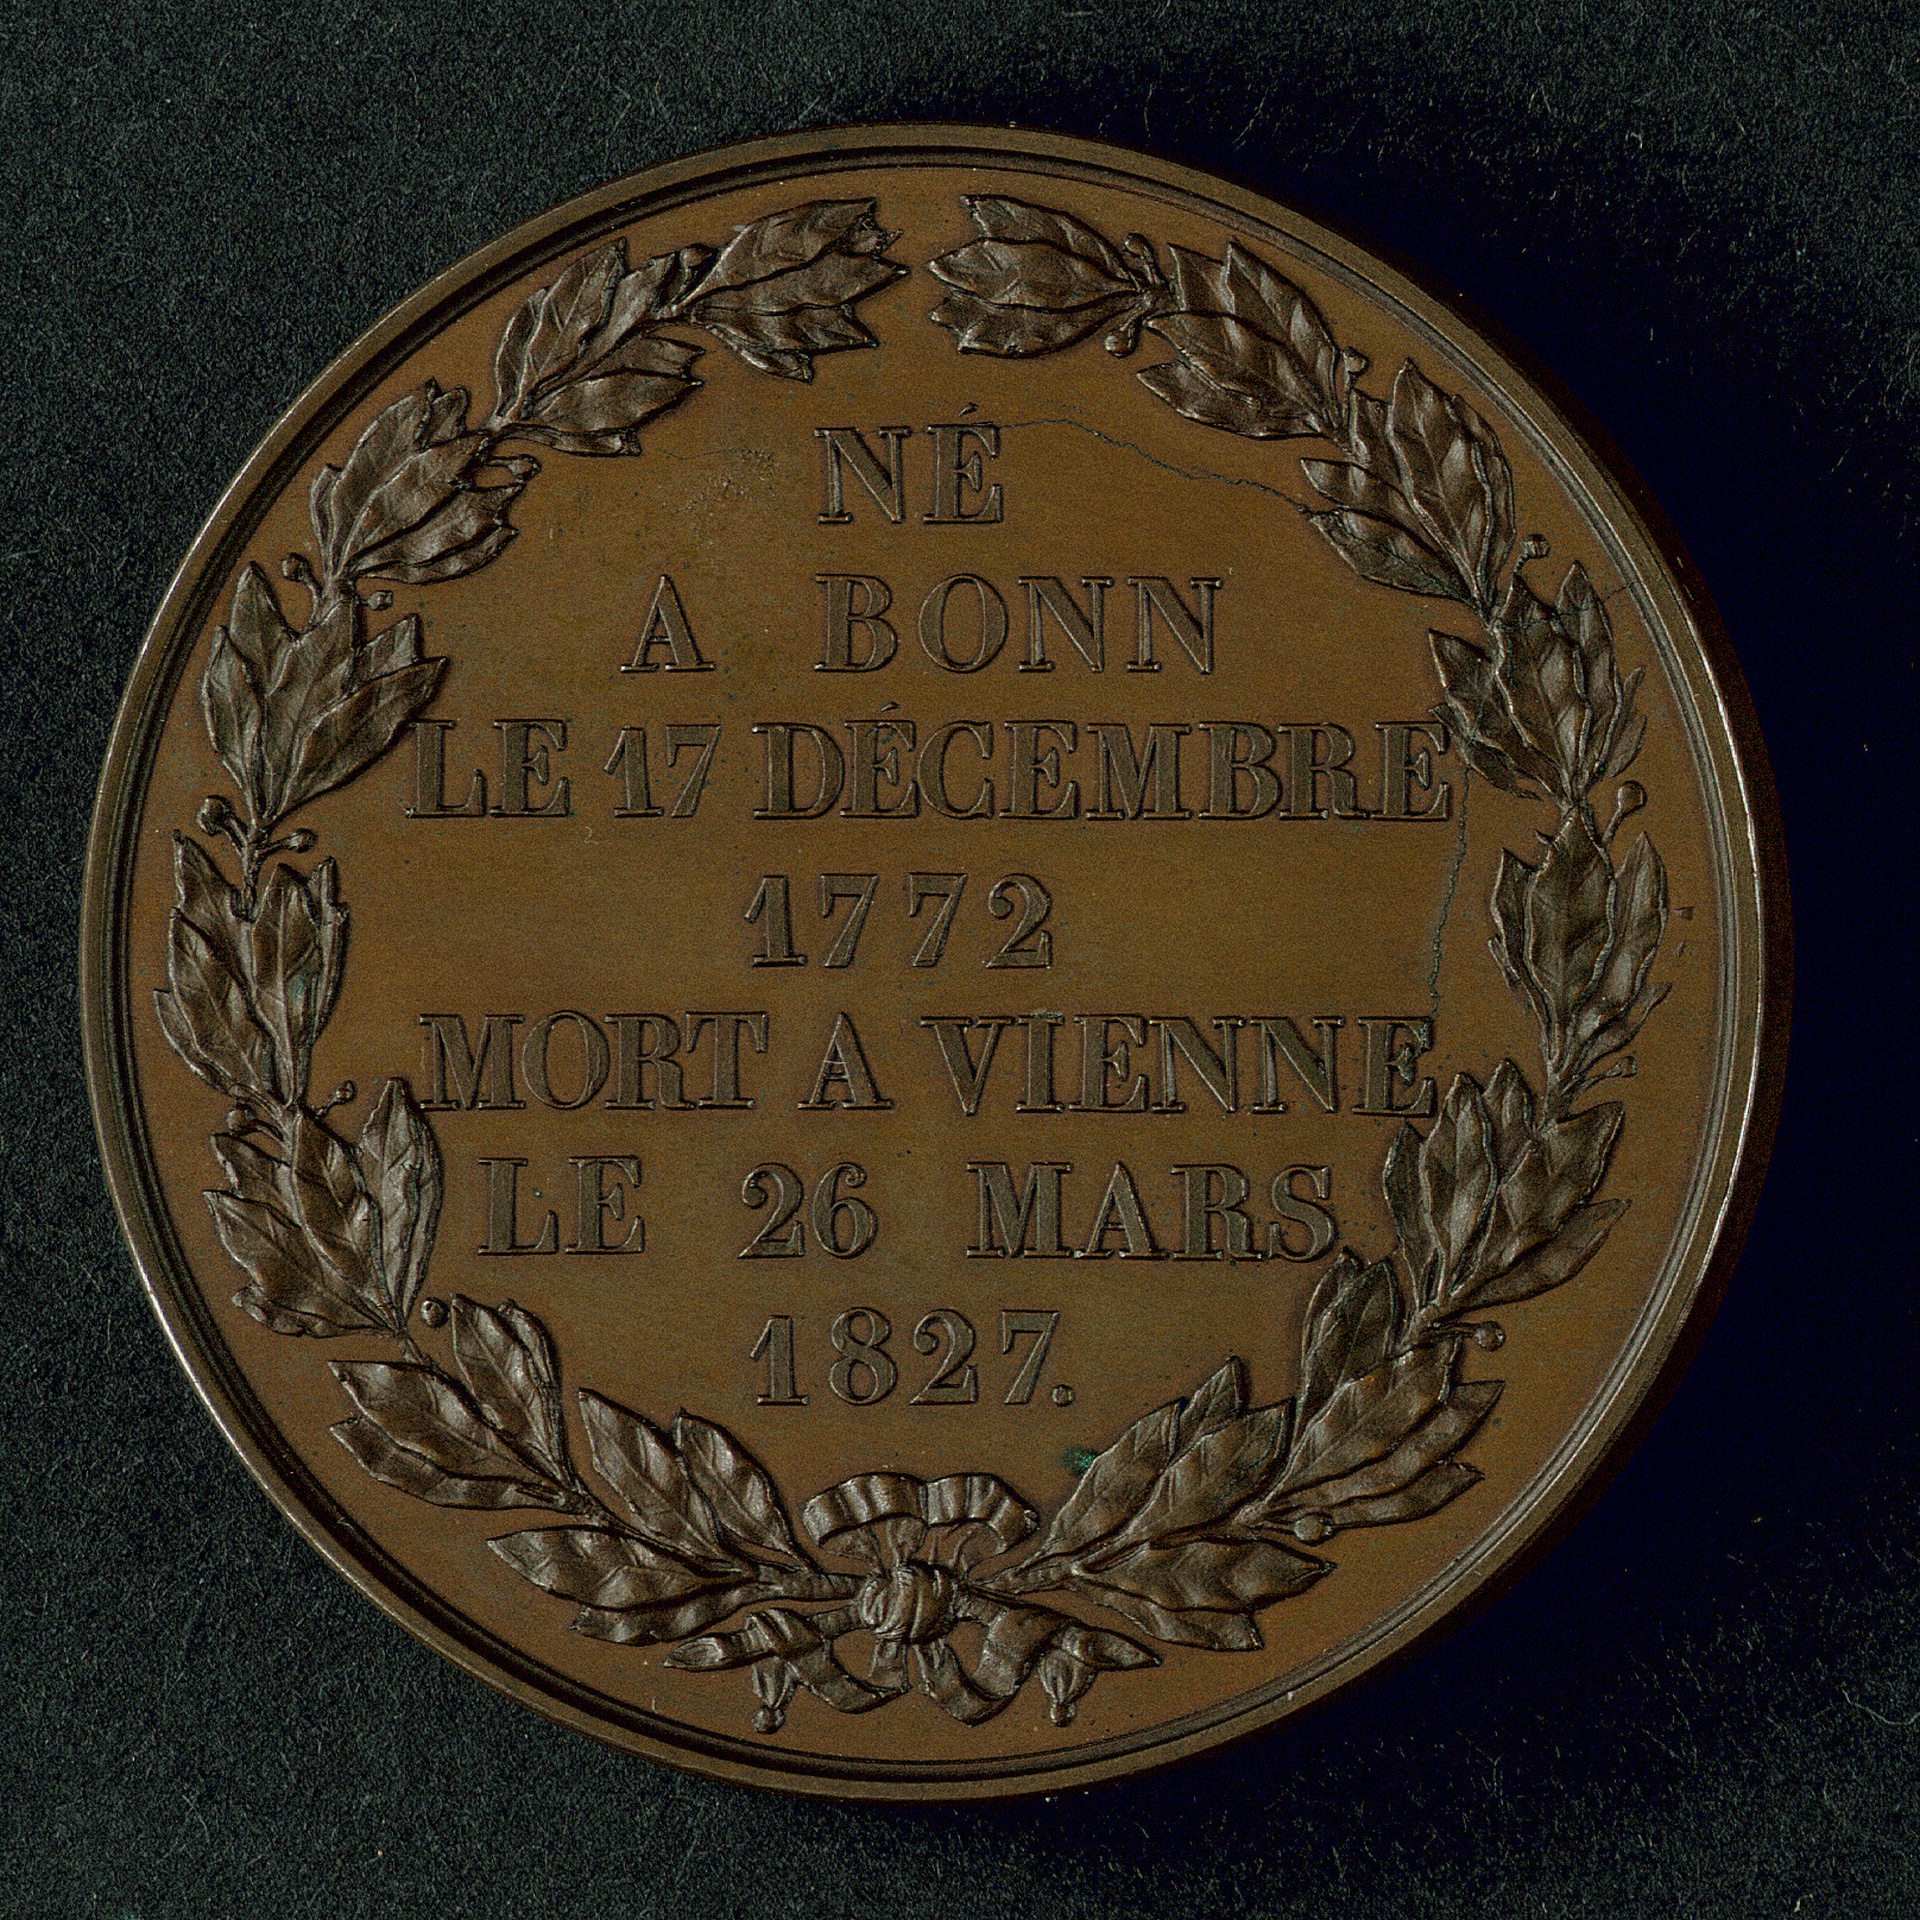 NÉ
A BONN
LE 17 DÉCEMBRE
1772
MORT A VIENNE
LE 26 MARS
1827.